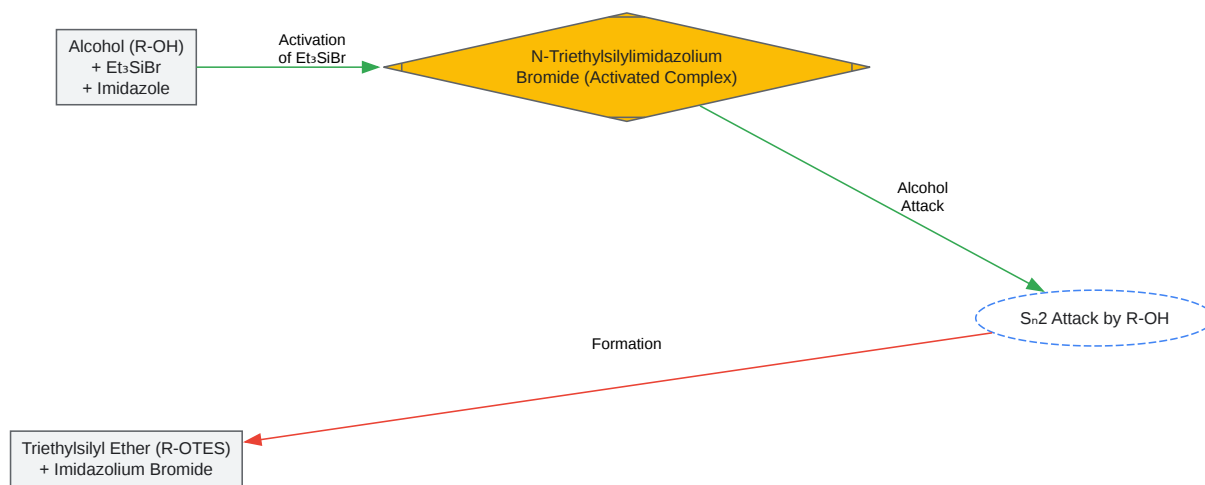 Alcohol (R-OH)
+ Et₃SiBr
+ Imidazole
Activation
of Et₃SiBr
N-Triethylsilylimidazolium
Bromide (Activated Complex)
Alcohol
Attack
Sₙ2 Attack by R-OH
Formation
Triethylsilyl Ether (R-OTES)
+ Imidazolium Bromide